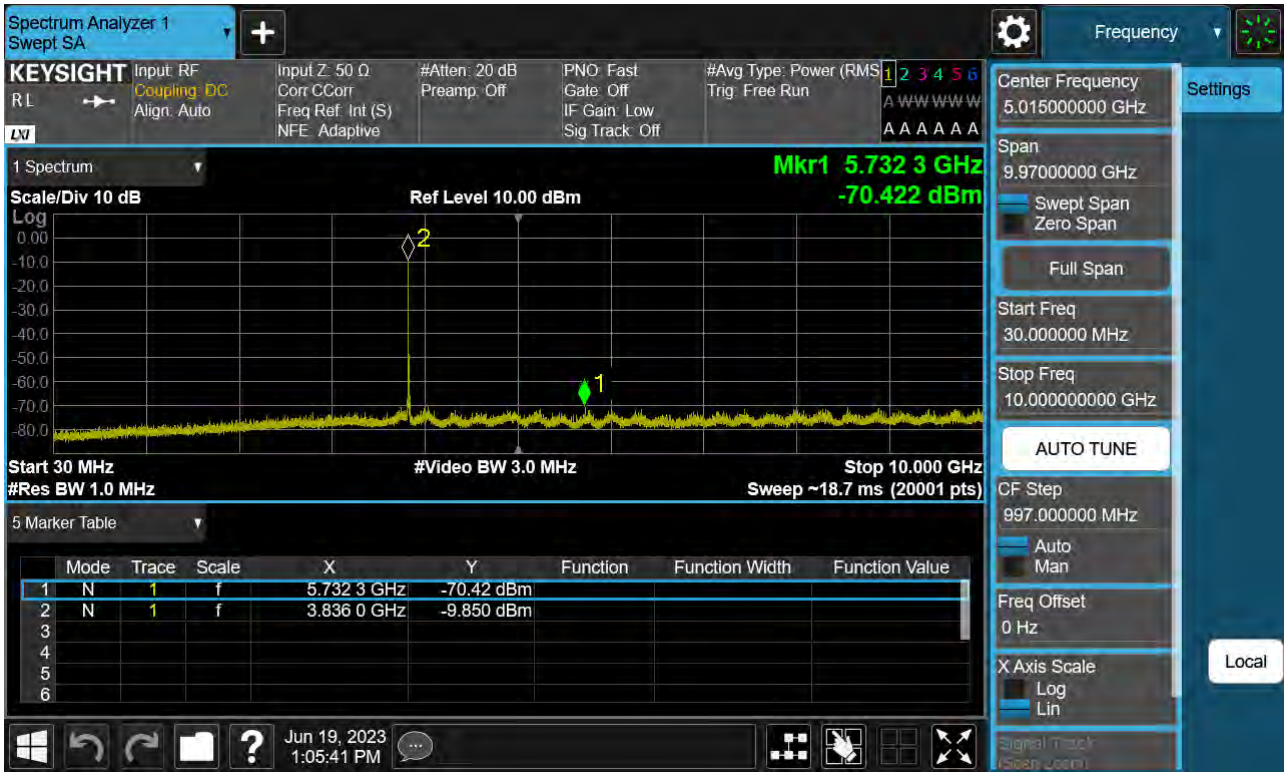 Spectrum Analyzer 1
Swept SA
+
Frequency
KEYSIGHT
RL
LXI
Input: RF
Coupling: DC
Align: Auto
Input Z: 50 Ω
Corr CCorr
Freq Ref: Int (S)
NFE: Adaptive
#Atten: 20 dB
Preamp: Off
PNO: Fast
Gate: Off
IF Gain: Low
Sig Track: Off
#Avg Type: Power (RMS
Trig: Free Run
1 2 3 4 5 6
A W W W W W
A A A A A A
1 Spectrum
Mkr1 5.732 3 GHz
Scale/Div 10 dB
Ref Level 10.00 dBm
-70.422 dBm
Log
0.00
-10.0
-20.0
-30.0
-40.0
-50.0
-60.0
-70.0
-80.0
2
1
Start 30 MHz
#Video BW 3.0 MHz
Stop 10.000 GHz
#Res BW 1.0 MHz
Sweep ~18.7 ms (20001 pts)
5 Marker Table
Mode Trace Scale X Y Function Function Width Function Value
1 N 1 f 5.732 3 GHz -70.42 dBm
2 N 1 f 3.836 0 GHz -9.850 dBm
3
4
5
6
Jun 19, 2023
1:05:41 PM
?
Center Frequency
5.015000000 GHz
Settings
Span
9.97000000 GHz
Swept Span
Zero Span
Full Span
Start Freq
30.000000 MHz
Stop Freq
10.000000000 GHz
AUTO TUNE
CF Step
997.000000 MHz
Auto
Man
Freq Offset
0 Hz
X Axis Scale
Log
Lin
Local
Signal Track
(Span Zoom)